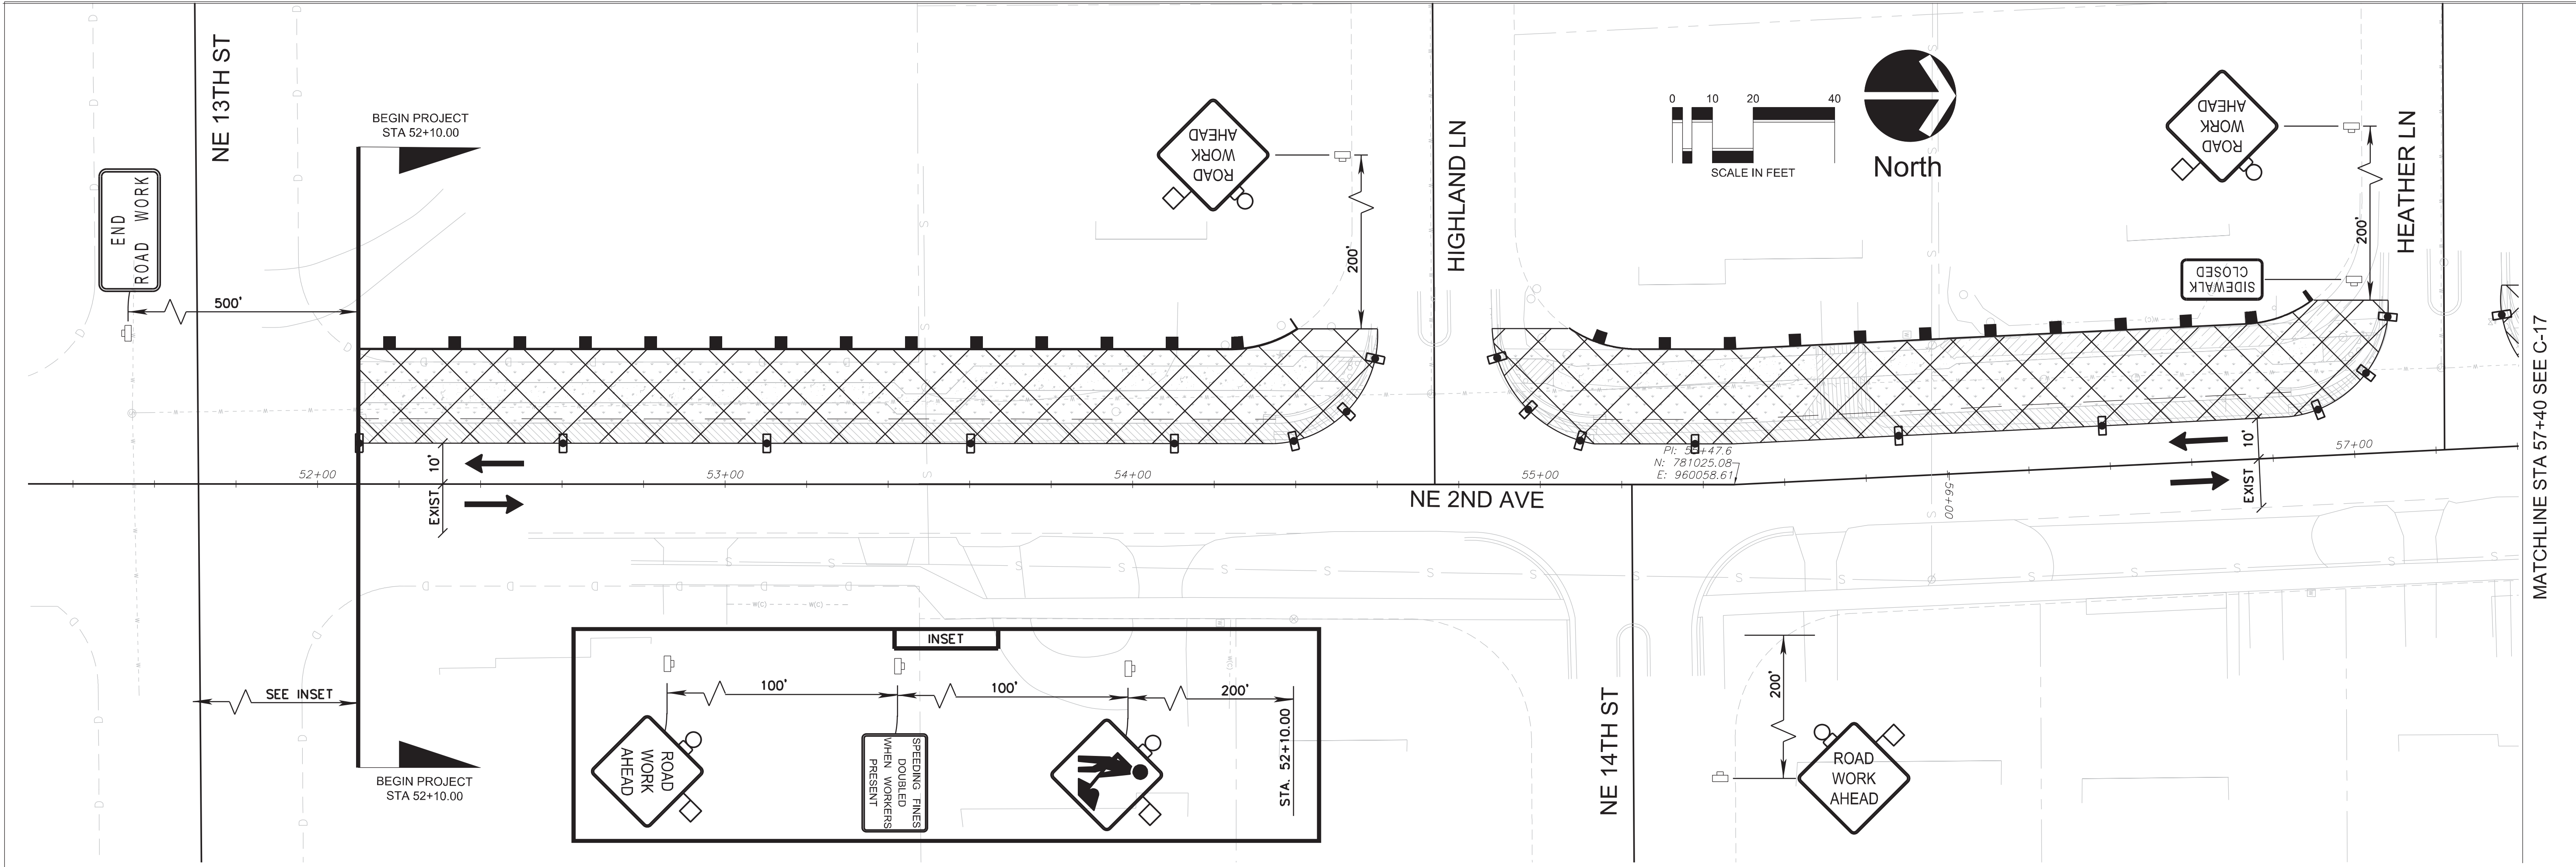 NE 13TH ST
BEGIN PROJECT
STA 52+10.00
END
ROAD WORK
500'
ROAD
WORK
AHEAD
200'
HIGHLAND LN
0 10 20 40
SCALE IN FEET
North
ROAD
WORK
AHEAD
200'
HEATHER LN
SIDEWALK
CLOSED
MATCHLINE STA 57+40 SEE C-17
52+00
EXIST 10'
53+00
54+00
55+00
N: 781025.08
E: 960058.61
56+00
EXIST 10'
57+00
NE 2ND AVE
S S S S S S S S S S S S S S S S S S
W(C) W(C)
SEE INSET
BEGIN PROJECT
STA 52+10.00
INSET
100'
100'
200'
ROAD
WORK
AHEAD
SPEEDING FINES
DOUBLED
WHEN WORKERS
PRESENT
STA. 52+10.00
NE 14TH ST
200'
ROAD
WORK
AHEAD